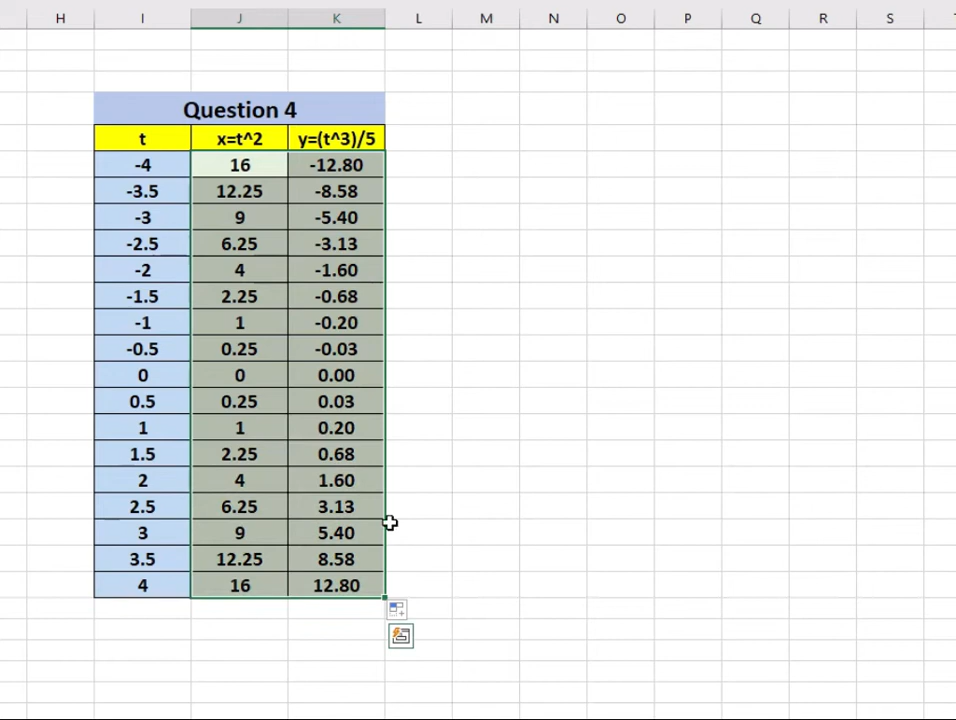 H I J K L M N O P Q R S
Question 4
t x=t^2 y=(t^3)/5
-4 16 -12.80
-3.5 12.25 -8.58
-3 9 -5.40
-2.5 6.25 -3.13
-2 4 -1.60
-1.5 2.25 -0.68
-1 1 -0.20
-0.5 0.25 -0.03
0 0 0.00
0.5 0.25 0.03
1 1 0.20
1.5 2.25 0.68
2 4 1.60
2.5 6.25 3.13
3 9 5.40
3.5 12.25 8.58
4 16 12.80